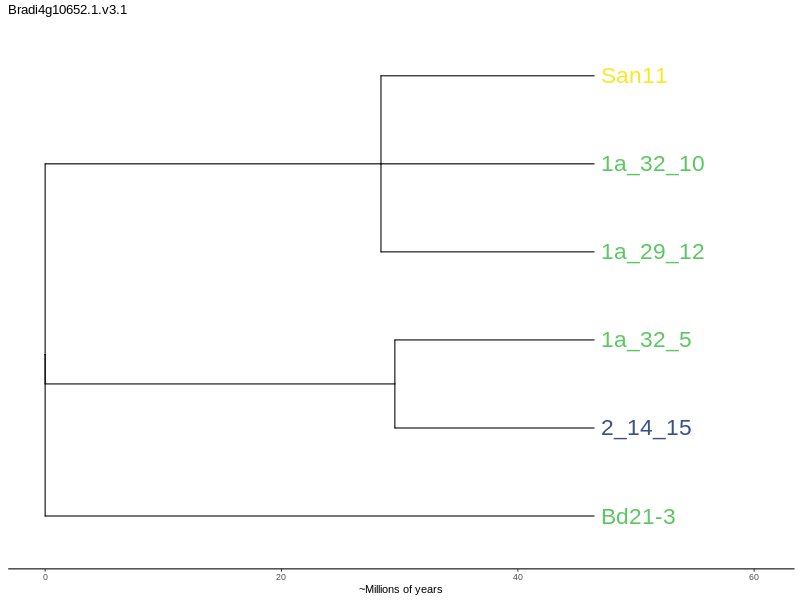 Bradi4g10652.1.v3.1
San11
1a_32_10
1a_29_12
1a_32_5
2_14_15
Bd21-3
0 20 40 60
~Millions of years